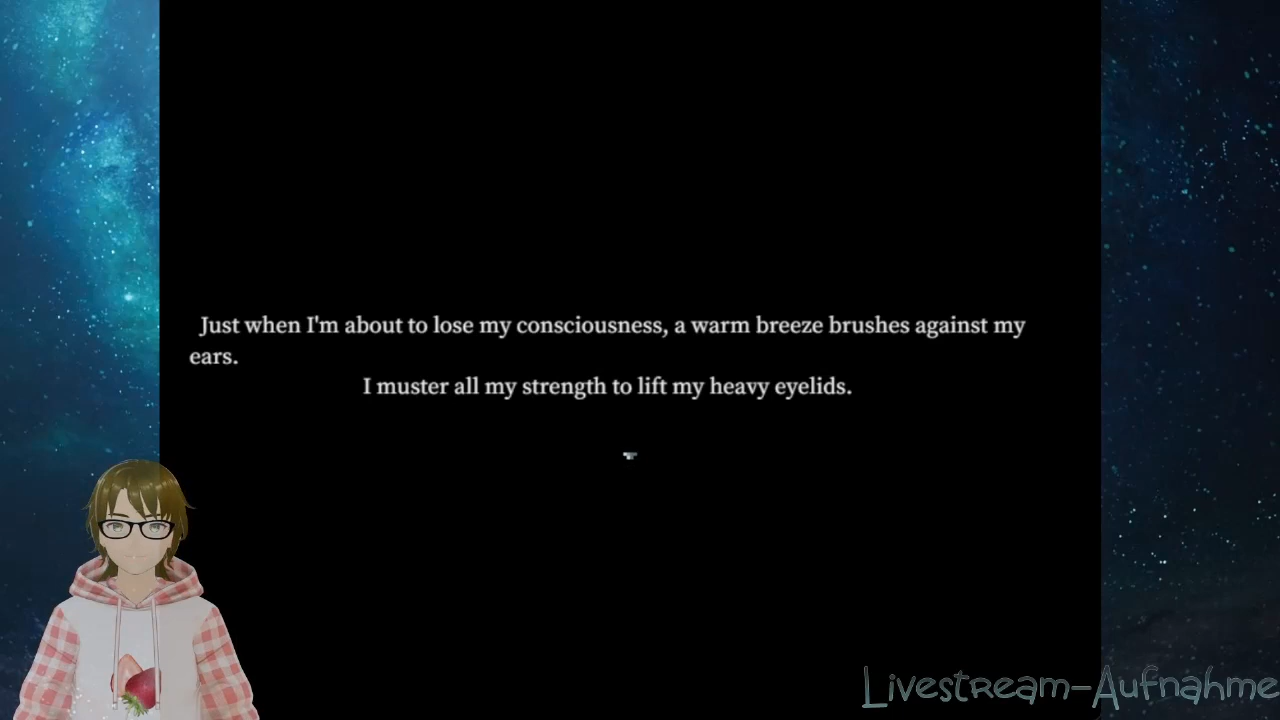 Just when I'm about to lose my consciousness, a warm breeze brushes against my
ears.
I muster all my strength to lift my heavy eyelids.
Livestream-Aufnahme